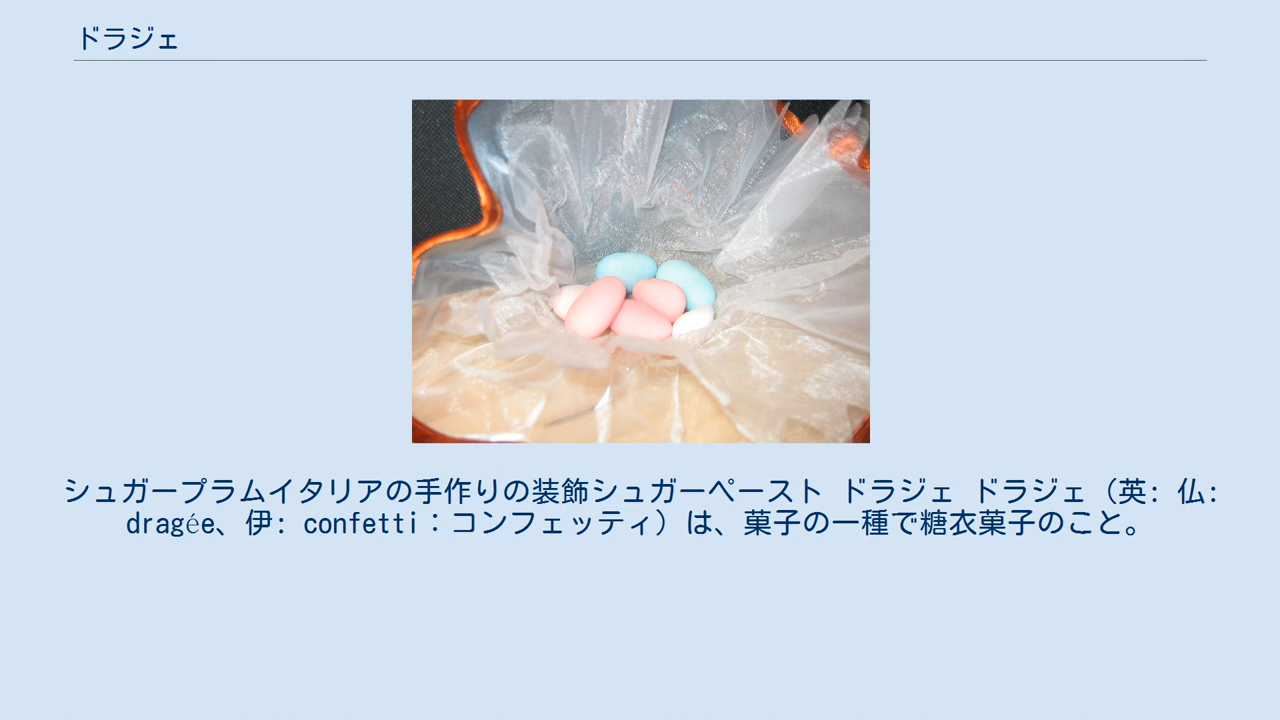 ドラジェ
シュガープラムイタリアの手作りの装飾シュガーペースト ドラジェ ドラジェ（英: 仏:
dragée、伊: confetti：コンフェッティ）は、菓子の一種で糖衣菓子のこと。